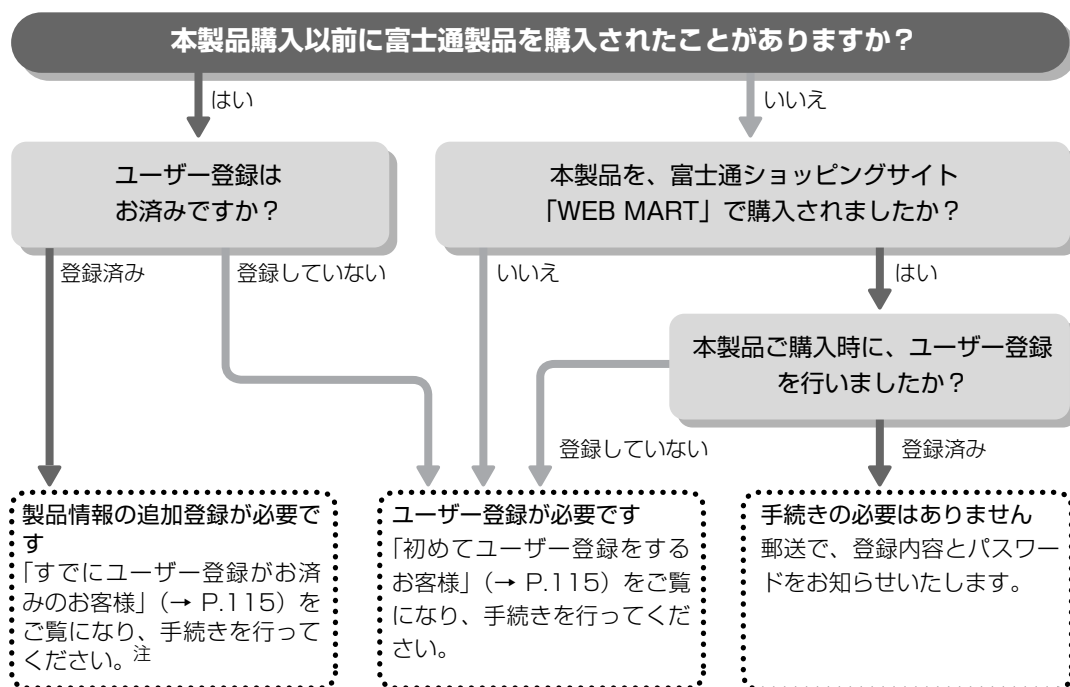 本製品購入以前に富士通製品を購入されたことがありますか？
はい
いいえ
ユーザー登録は
お済みですか？
本製品を、富士通ショッピングサイト
「WEB MART」で購入されましたか？
登録済み
登録していない
いいえ
はい
本製品ご購入時に、ユーザー登録
を行いましたか？
登録していない
登録済み
製品情報の追加登録が必要で
す
「すでにユーザー登録がお済
みのお客様」（→ P.115）を
ご覧になり、手続きを行って
ください。注
ユーザー登録が必要です
「初めてユーザー登録をする
お客様」（→ P.115）をご覧
になり、手続きを行ってくだ
さい。
手続きの必要はありません
郵送で、登録内容とパスワー
ドをお知らせいたします。